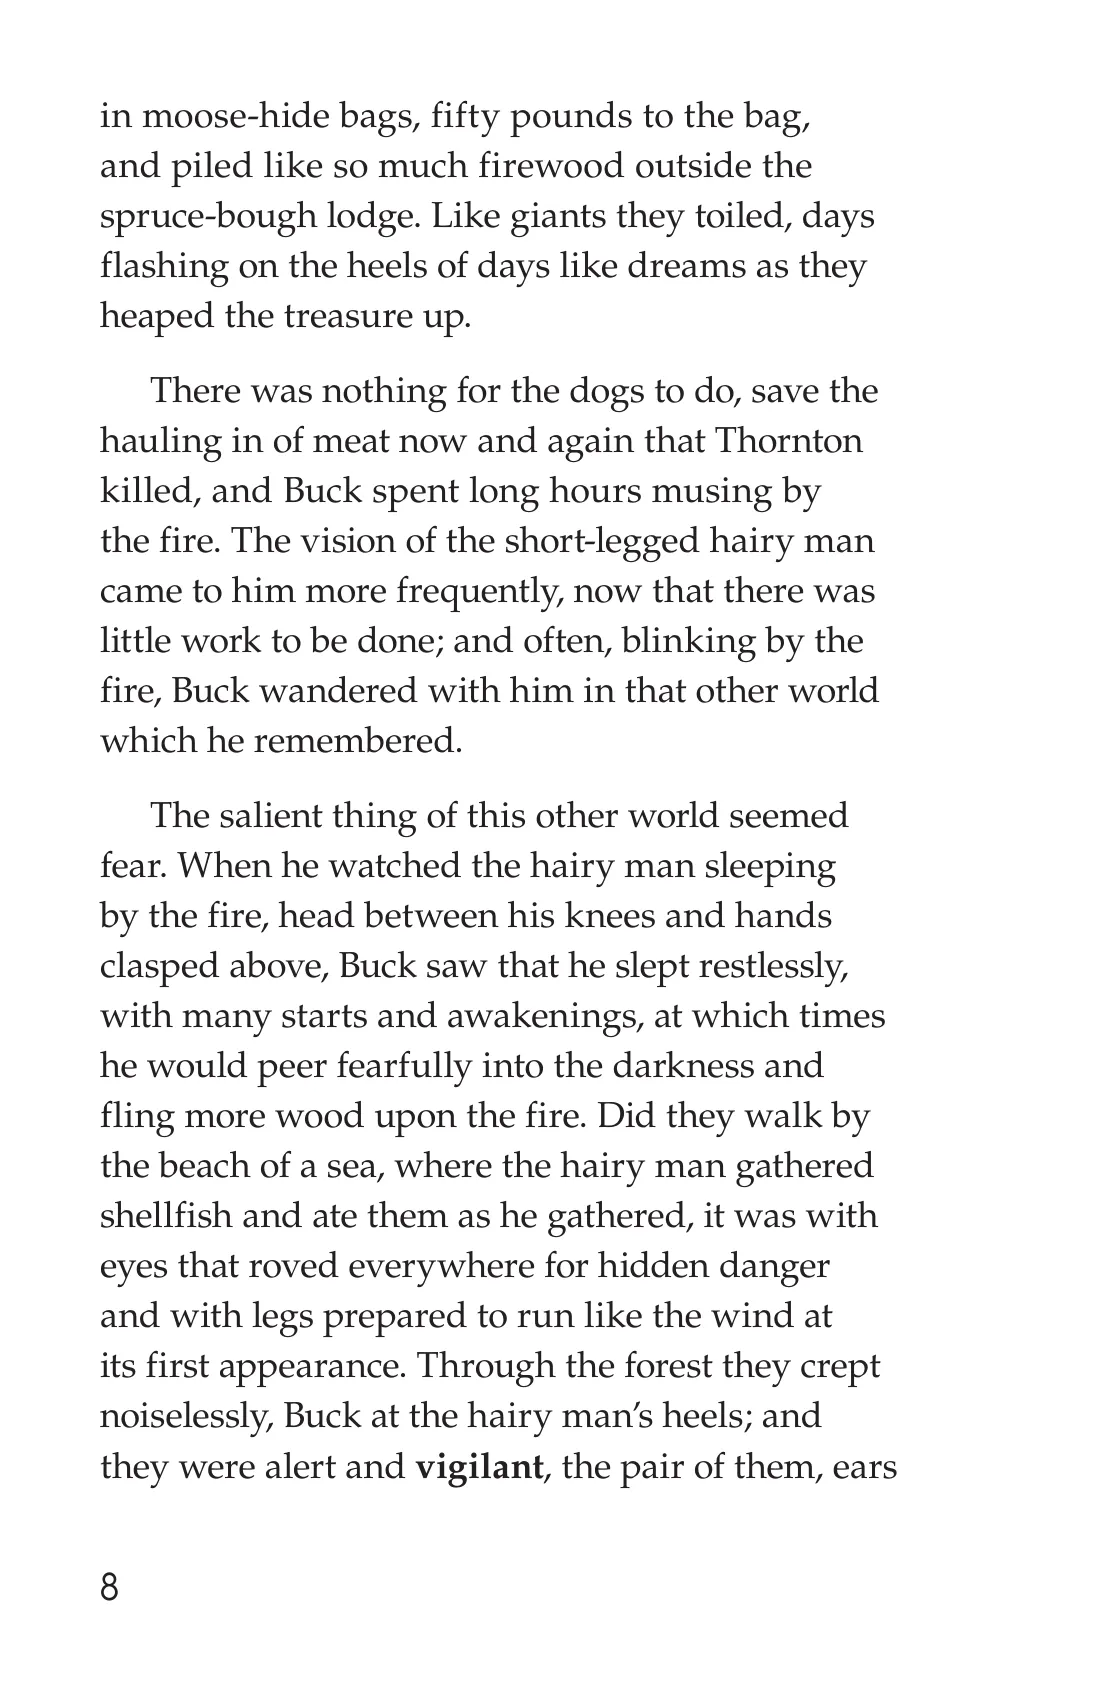 in moose-hide bags, fifty pounds to the bag,
and piled like so much firewood outside the
spruce-bough lodge. Like giants they toiled, days
flashing on the heels of days like dreams as they
heaped the treasure up.
There was nothing for the dogs to do, save the
hauling in of meat now and again that Thornton
killed, and Buck spent long hours musing by
the fire. The vision of the short-legged hairy man
came to him more frequently, now that there was
little work to be done; and often, blinking by the
fire, Buck wandered with him in that other world
which he remembered.
The salient thing of this other world seemed
fear. When he watched the hairy man sleeping
by the fire, head between his knees and hands
clasped above, Buck saw that he slept restlessly,
with many starts and awakenings, at which times
he would peer fearfully into the darkness and
fling more wood upon the fire. Did they walk by
the beach of a sea, where the hairy man gathered
shellfish and ate them as he gathered, it was with
eyes that roved everywhere for hidden danger
and with legs prepared to run like the wind at
its first appearance. Through the forest they crept
noiselessly, Buck at the hairy man’s heels; and
they were alert and vigilant, the pair of them, ears
8